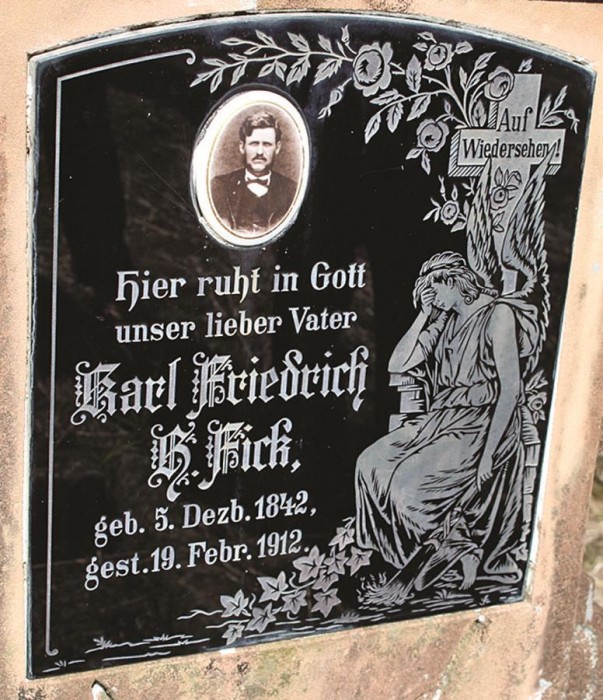 Auf
Wiedersehen!
Hier ruht in Gott
unser lieber Vater
Karl Friedrich
H. Fick,
geb. 5. Dezb. 1842,
gest. 19. Febr. 1912.